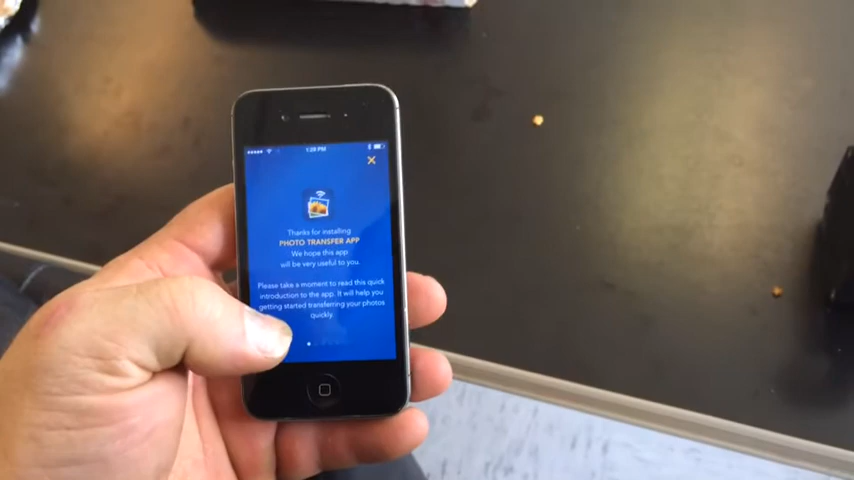 1:28 PM
Thanks for installing
PHOTO TRANSFER APP
We hope this app
will be very useful to you.
Please take a moment to read this quick
introduction to the app. It will help you
getting started transferring your photos
quickly.